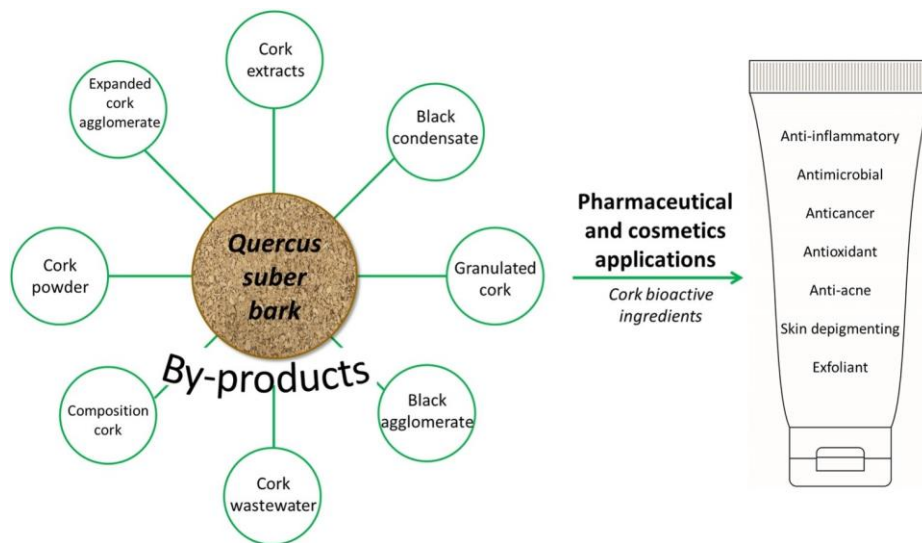 Cork
extracts
Expanded
cork
agglomerate
Black
condensate
Quercus
suber
bark
Cork
powder
Granulated
cork
By-products
Composition
cork
Black
agglomerate
Cork
wastewater
Pharmaceutical
and cosmetics
applications
Cork bioactive
ingredients
Anti-inflammatory
Antimicrobial
Anticancer
Antioxidant
Anti-acne
Skin depigmenting
Exfoliant